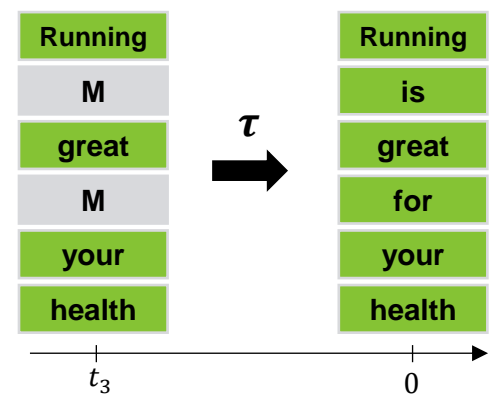 Running
M
great
M
your
health
τ
Running
is
great
for
your
health
t₃
0